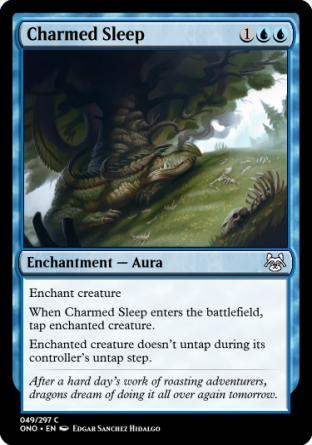 Charmed Sleep 1
Enchantment — Aura
Enchant creature
When Charmed Sleep enters the battlefield,
tap enchanted creature.
Enchanted creature doesn't untap during its
controller's untap step.
After a hard day's work of roasting adventurers,
dragons dream of doing it all over again tomorrow.
049/297 C
ONO • EN Edgar Sanchez Hidalgo